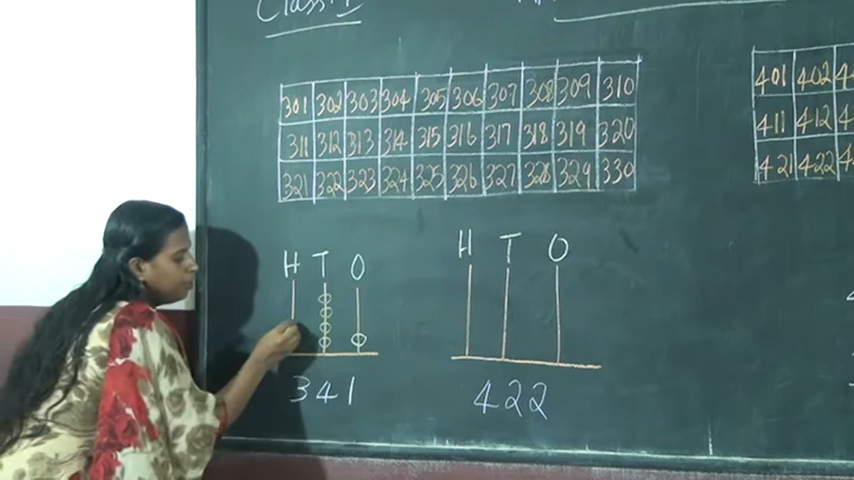 Class: 1
301 302 303 304 305 306 307 308 309 310
311 312 313 314 315 316 317 318 319 320
321 322 323 324 325 326 327 328 329 330
401 402
411 412
421 422
H T O
341
H T O
422